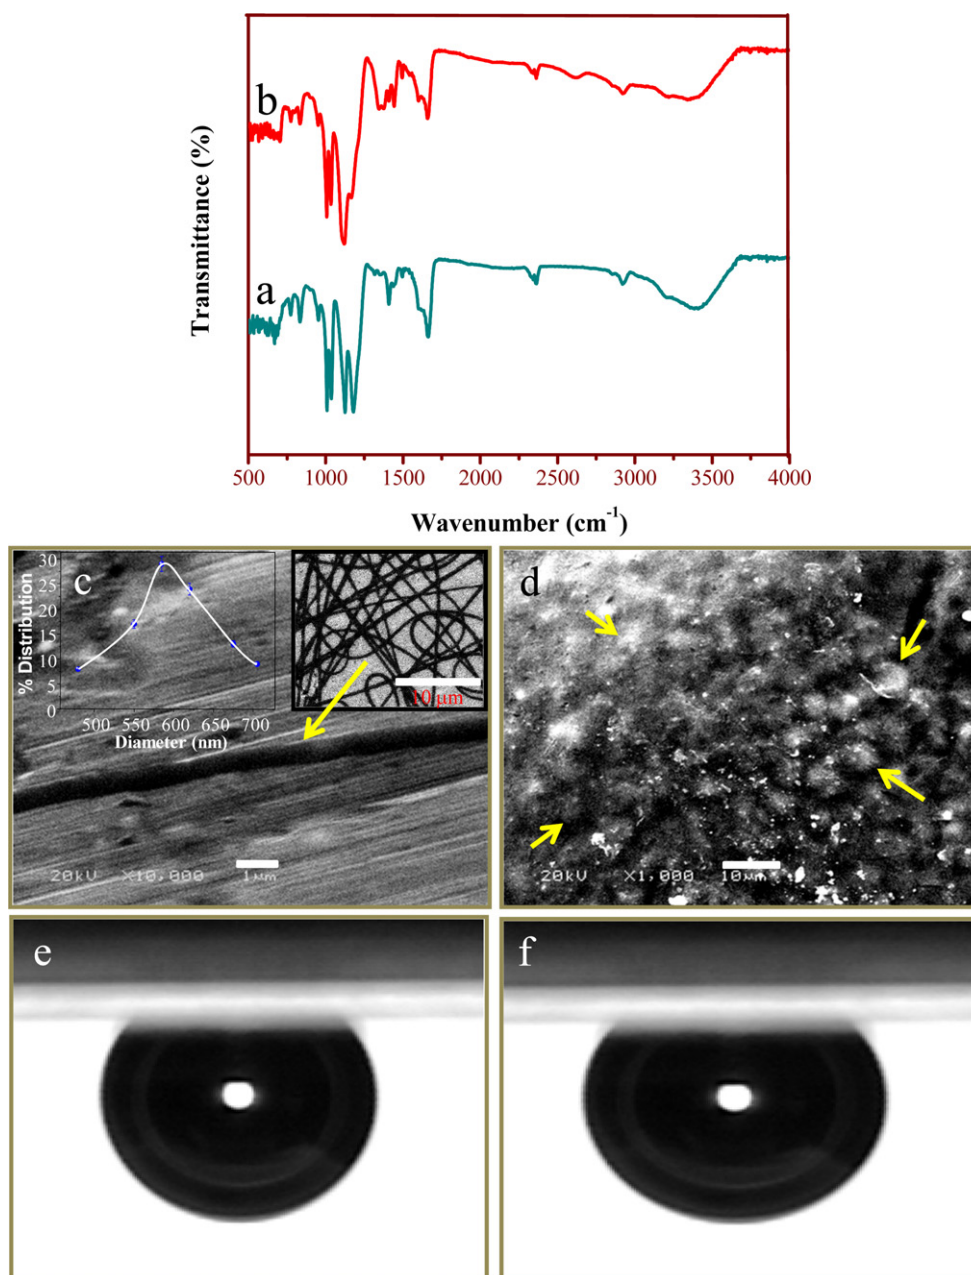 b
a
Transmittance (%)
500 1000 1500 2000 2500 3000 3500 4000
Wavenumber (cm⁻¹)
c
% Distribution
30
25
20
15
10
5
0
500 550 600 650 700
Diameter (nm)
10 μm
20kV X10,000 1μm
d
20kV X1,000 10μm
e
f